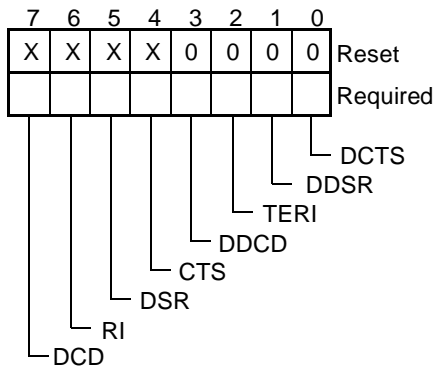 7 6 5 4 3 2 1 0
X X X X 0 0 0 0 Reset
Required
DCTS
DDSR
TERI
DDCD
CTS
DSR
RI
DCD